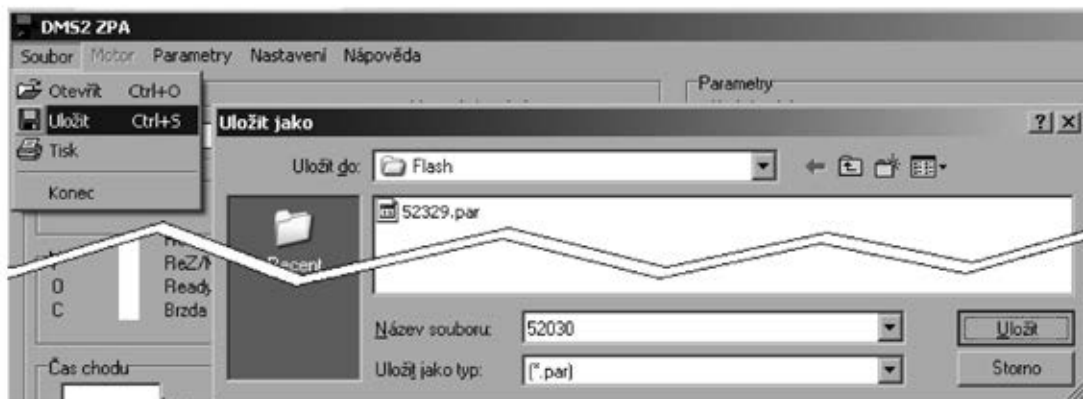 DMS2 ZPA
Soubor Motor Parametry Nastavení Nápověda
Otevřít Ctrl+O
Uložit Ctrl+S
Tisk
Konec
Parametry
Uložit jako
Uložit do: Flash
52329.par
Recent
ReZ/
O Ready
C Brzda
Název souboru: 52030 Uložit
Uložit jako typ: (*.par) Storno
Čas chodu